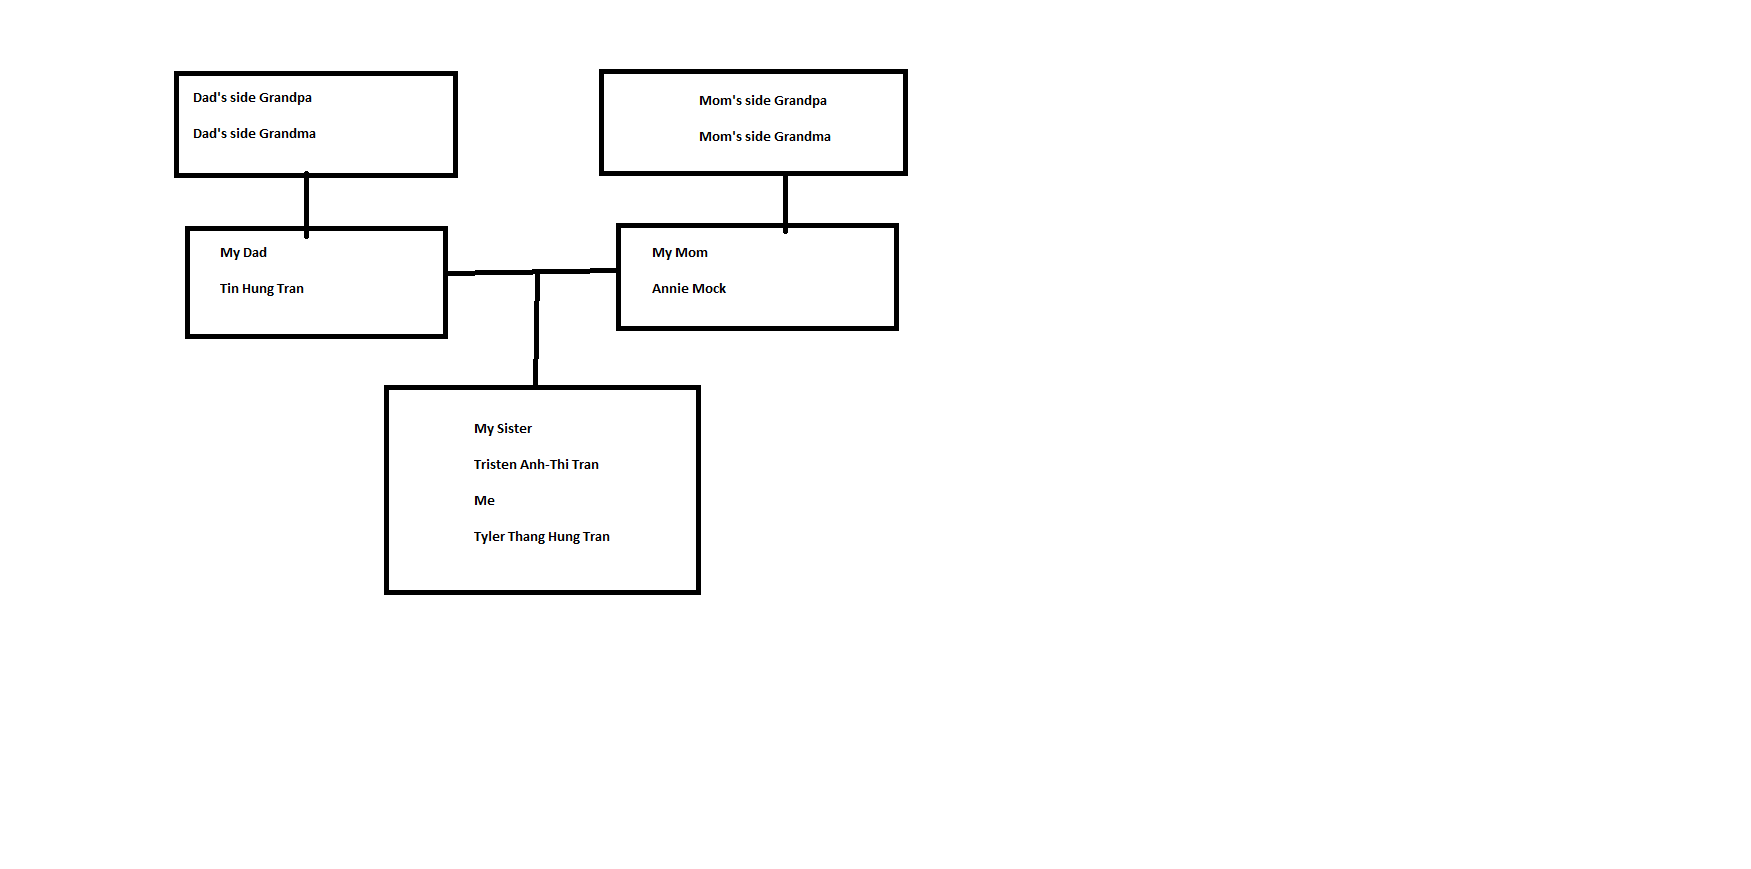 Dad's side Grandpa
Dad's side Grandma
Mom's side Grandpa
Mom's side Grandma
My Dad
Tin Hung Tran
My Mom
Annie Mock
My Sister
Tristen Anh-Thi Tran
Me
Tyler Thang Hung Tran